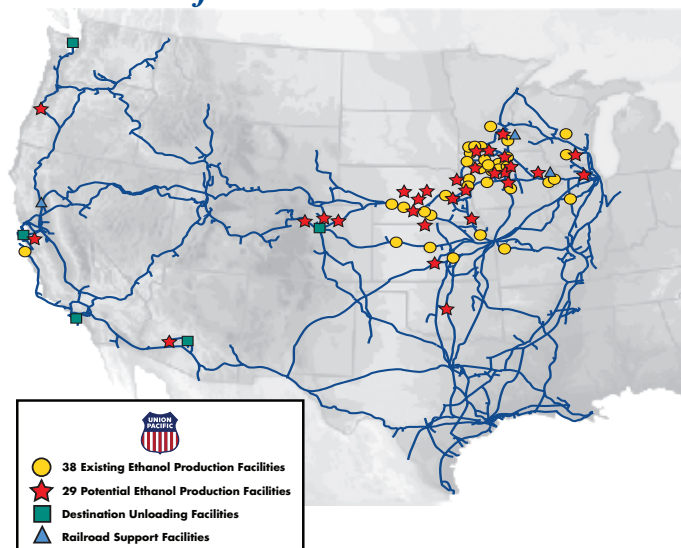 UNION
PACIFIC
38 Existing Ethanol Production Facilities
29 Potential Ethanol Production Facilities
Destination Unloading Facilities
Railroad Support Facilities